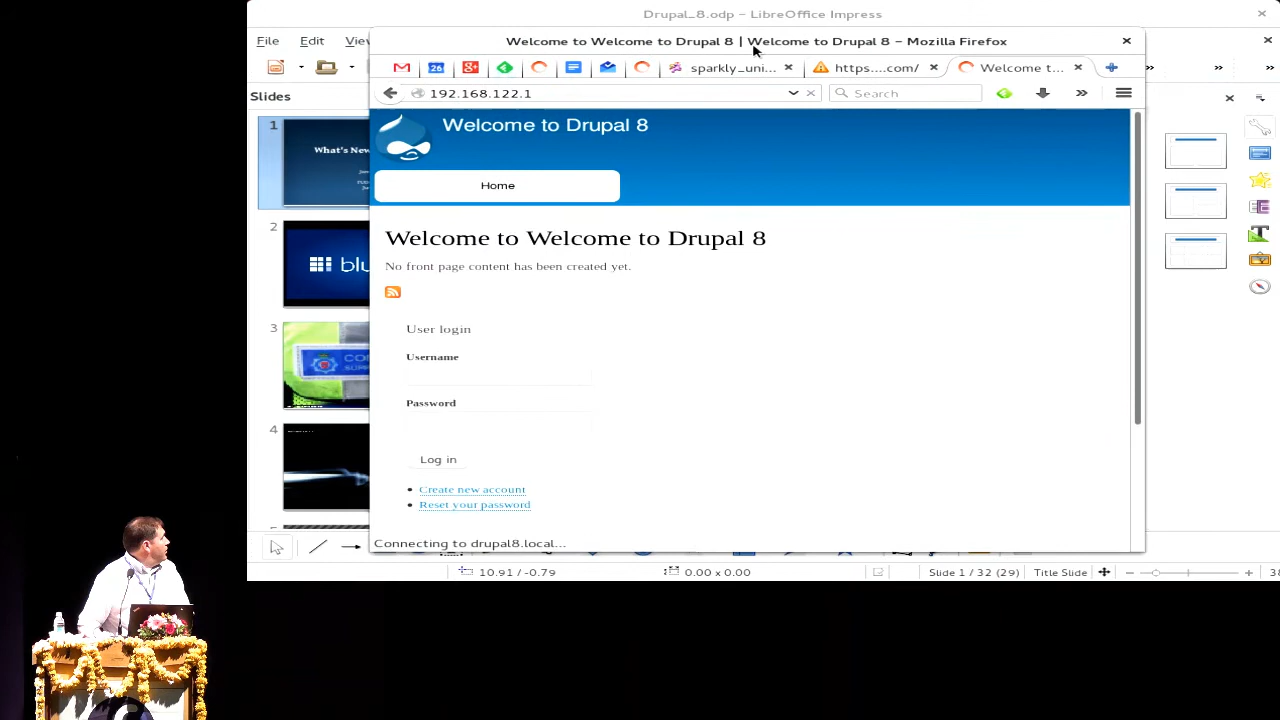 Drupal_8.odp – LibreOffice Impress
File Edit
Welcome to Welcome to Drupal 8 | Welcome to Drupal 8 – Mozilla Firefox
sparkly_uni...
https....com/
Welcome t...
Slides
192.168.122.1
Search
Welcome to Drupal 8
Home
1
What's New
2
blu
3
4
Welcome to Welcome to Drupal 8
No front page content has been created yet.
User login
Username
Password
Log in
Create new account
Reset your password
Connecting to drupal8.local...
10.91 / -0.79
0.00 x 0.00
Slide 1 / 32 (29)
Title Slide